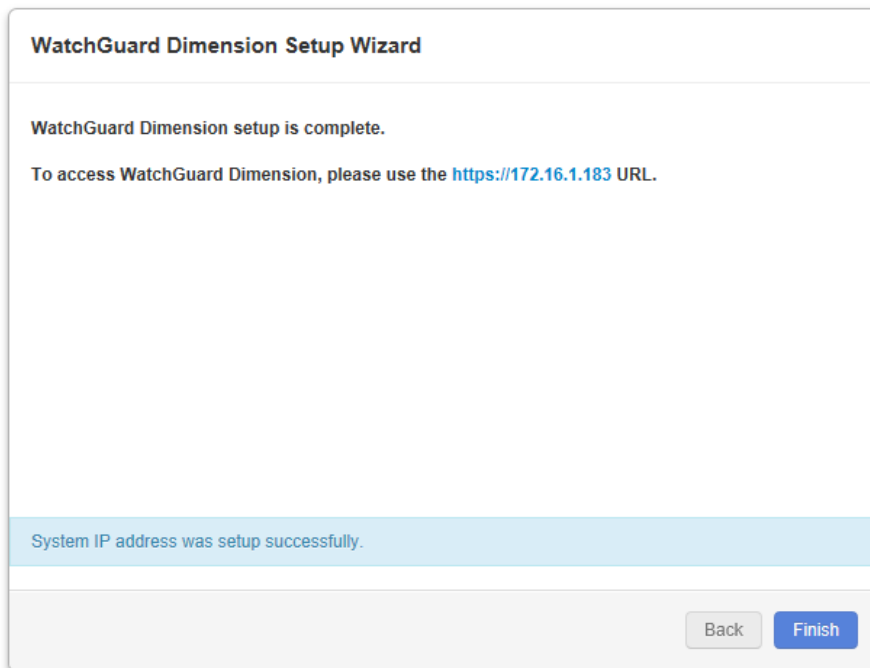 WatchGuard Dimension Setup Wizard
WatchGuard Dimension setup is complete.
To access WatchGuard Dimension, please use the https://172.16.1.183 URL.
System IP address was setup successfully.
Back Finish